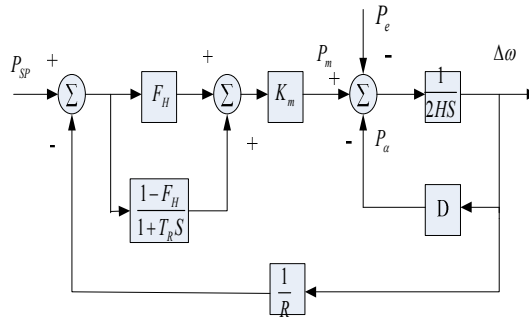 P_e
Δω
P_SP
+
+
P_m
+
-
1
Σ
F_H
Σ
K_m
Σ
2HS
-
+
-
P_a
1-F_H
1+T_R S
D
1
R